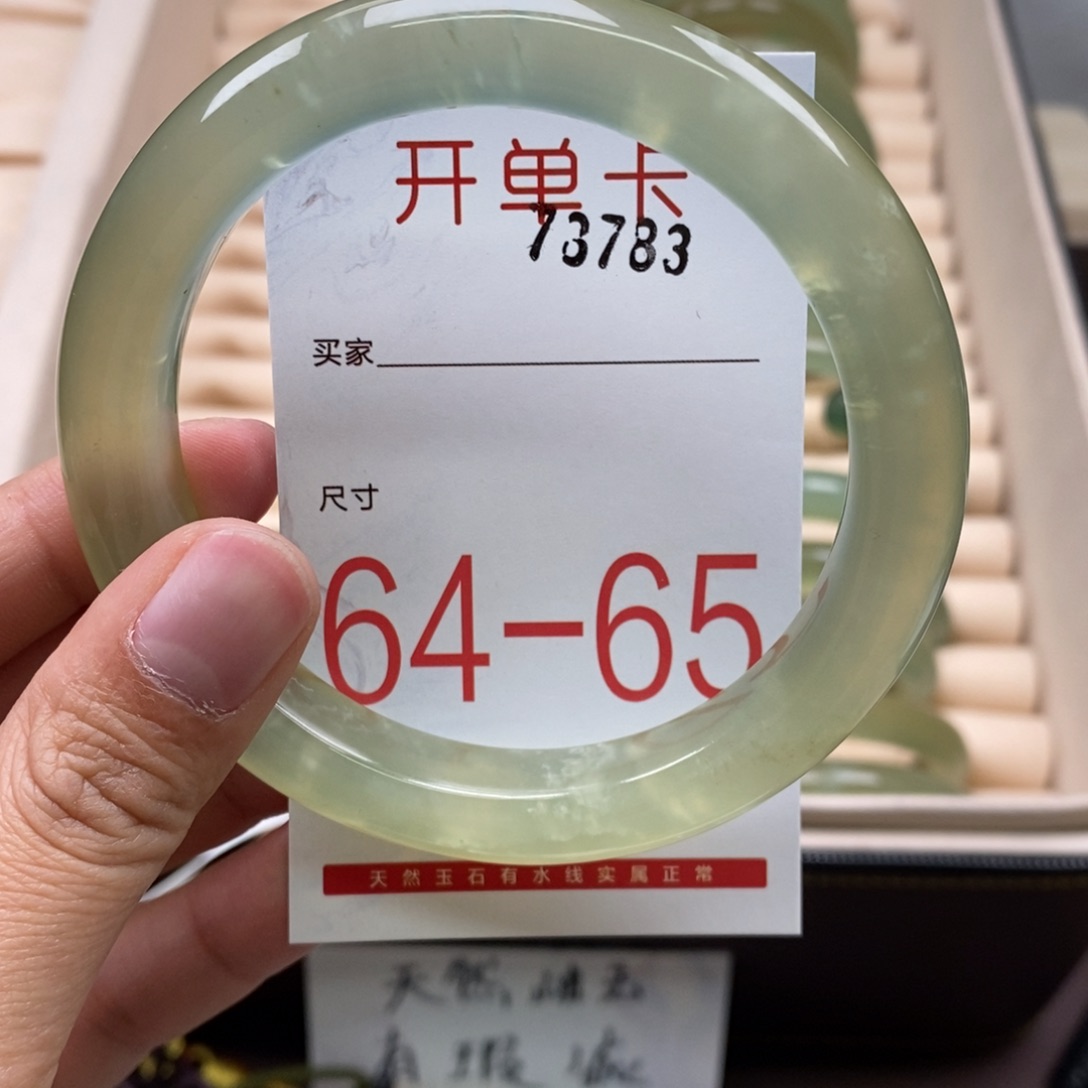 开单卡
73783
买家
尺寸
64-65
天然玉石有水线实属正常
天然